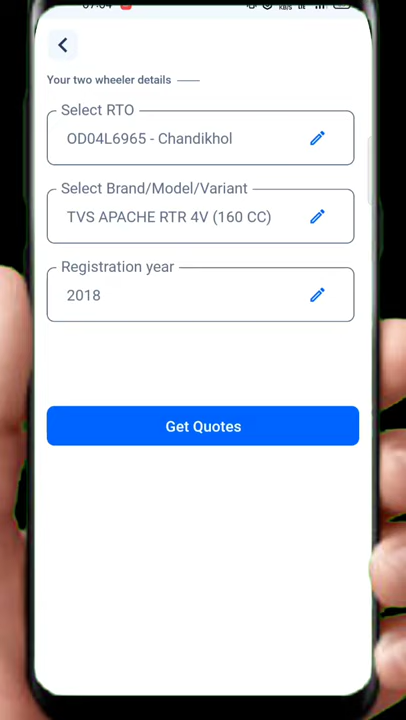 Your two wheeler details
Select RTO
OD04L6965 - Chandikhol
Select Brand/Model/Variant
TVS APACHE RTR 4V (160 CC)
Registration year
2018
Get Quotes